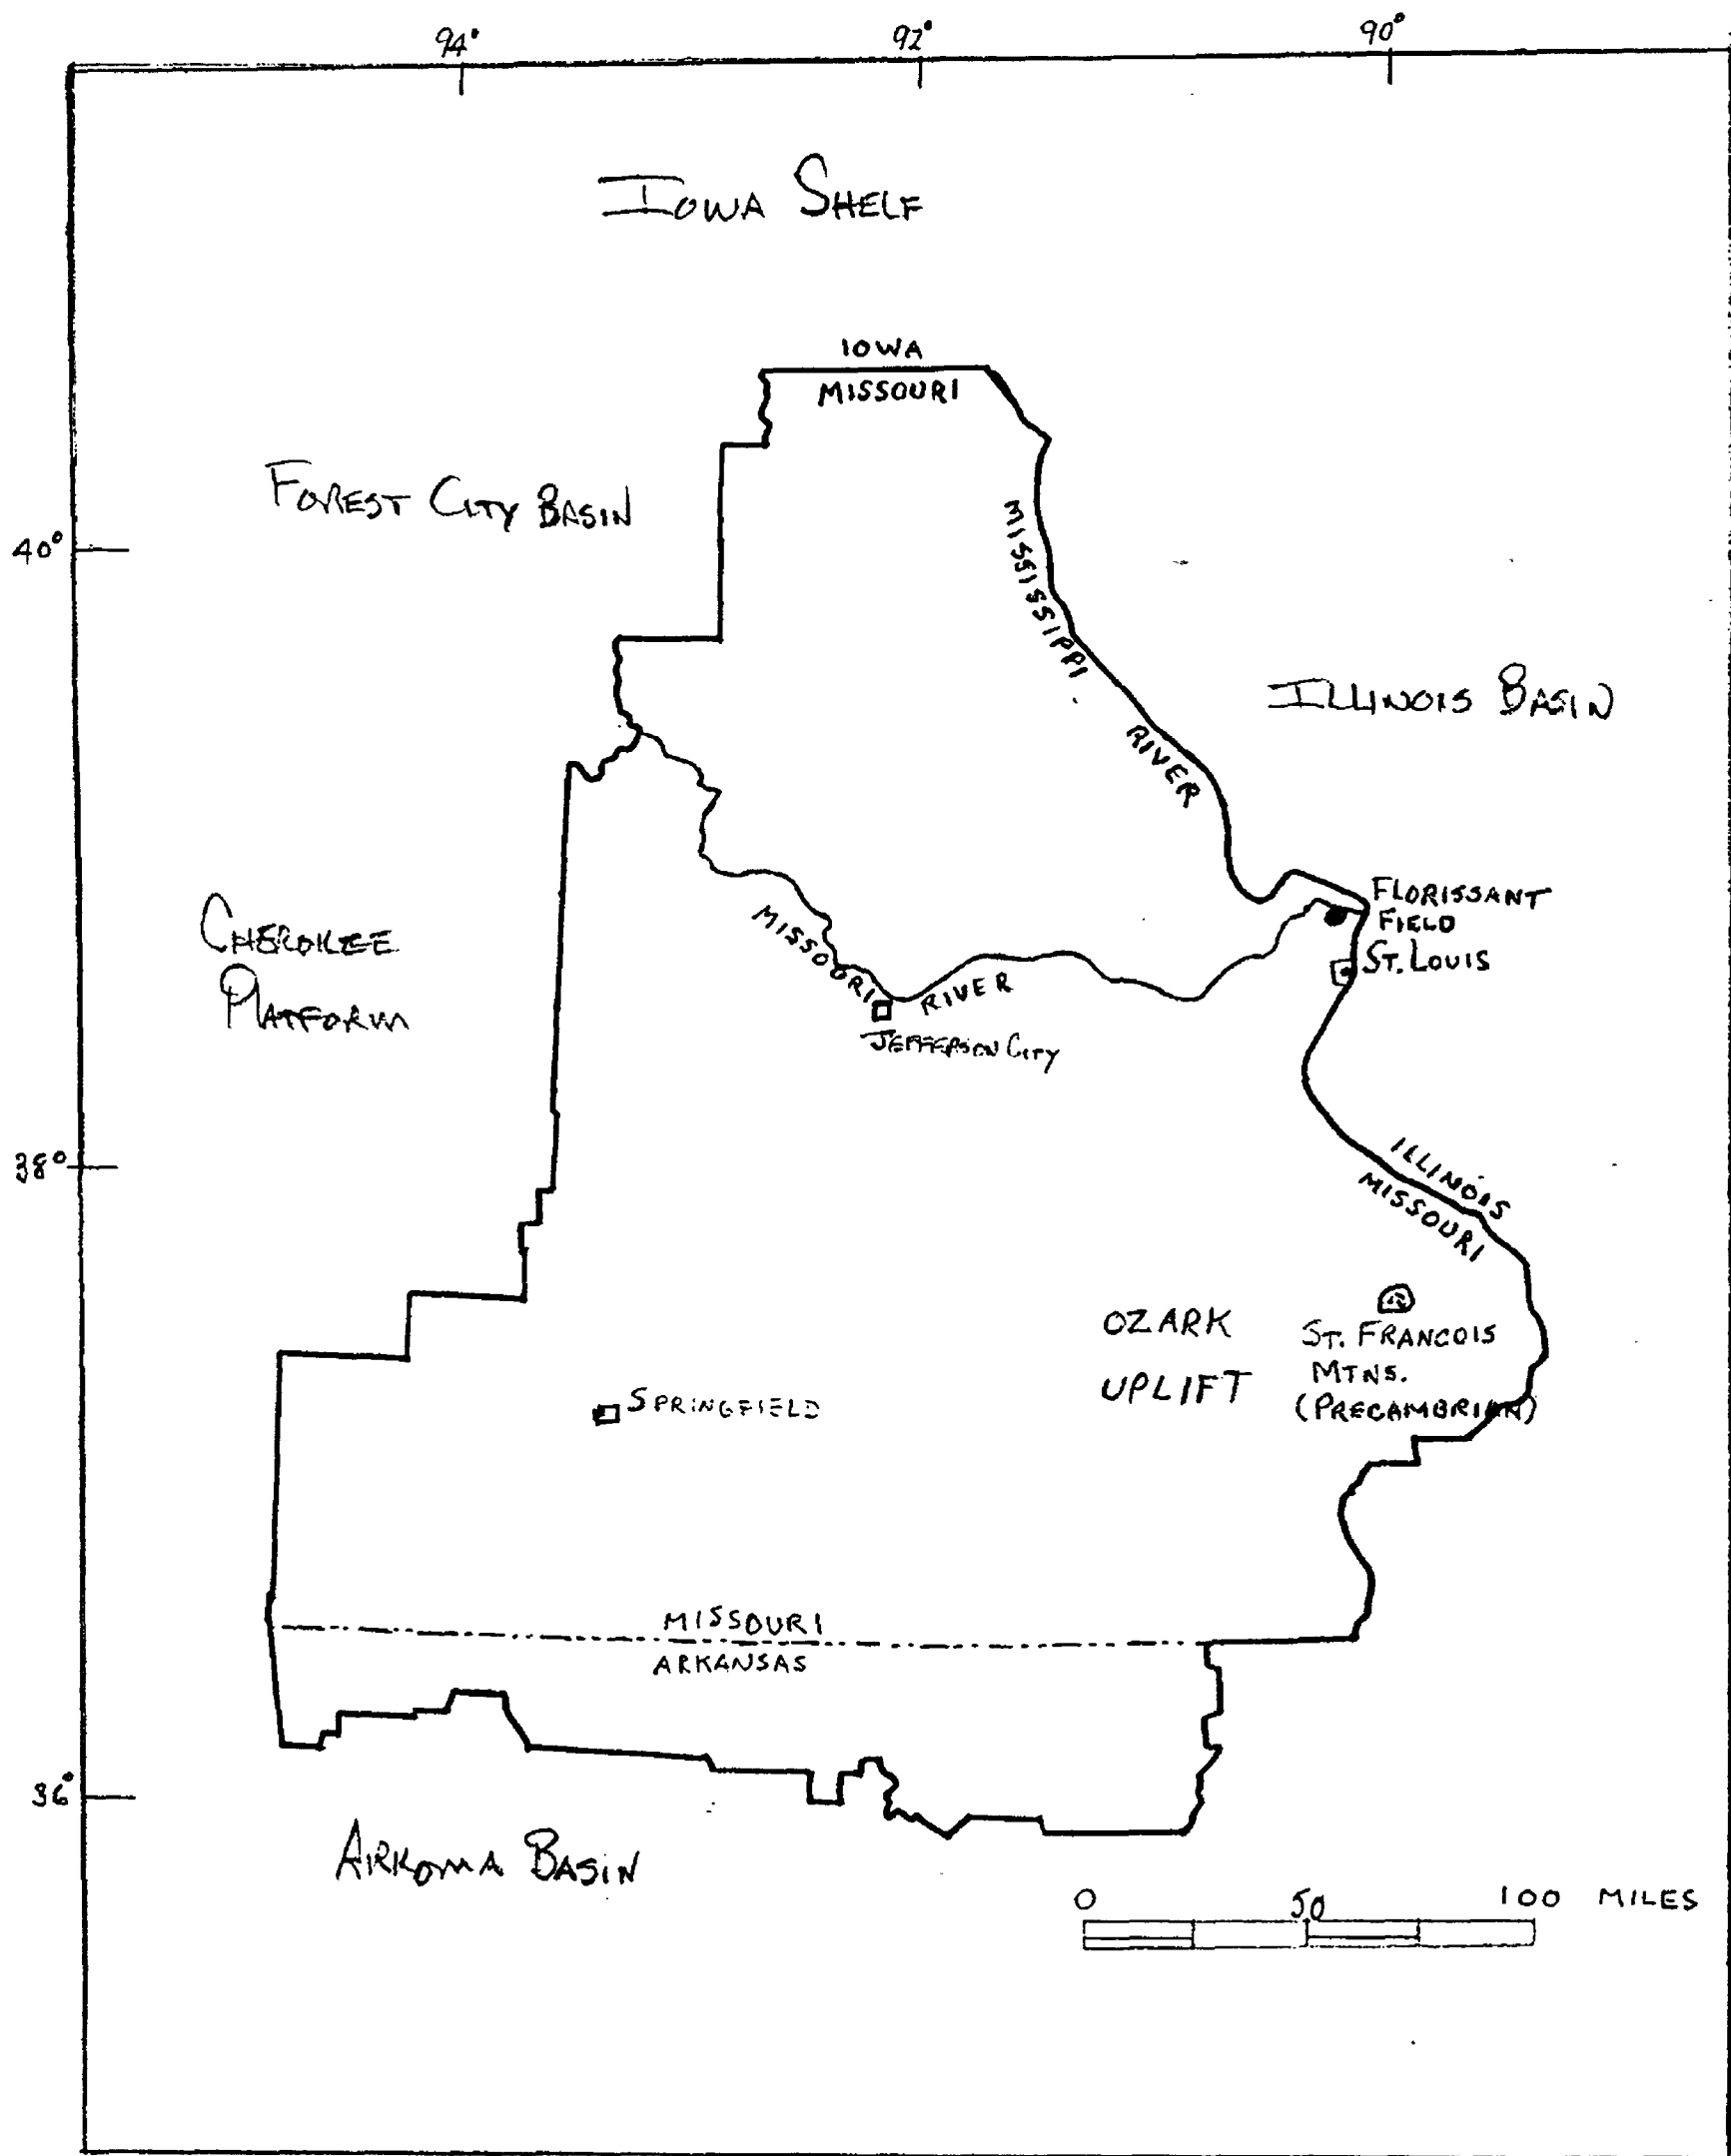 94°
92°
90°
IOWA SHELF
IOWA
MISSOURI
FOREST CITY BASIN
40°
MISSISSIPPI
RIVER
ILLINOIS BASIN
CHEROKEE
PLATFORM
FLORISSANT
FIELD
ST. LOUIS
MISSOURI
RIVER
JEFFERSON CITY
38°
ILLINOIS
MISSOURI
OZARK
UPLIFT
ST. FRANCOIS
MTNS.
(PRECAMBRIAN)
SPRINGFIELD
MISSOURI
ARKANSAS
36°
ARKOMA BASIN
0 50 100 MILES